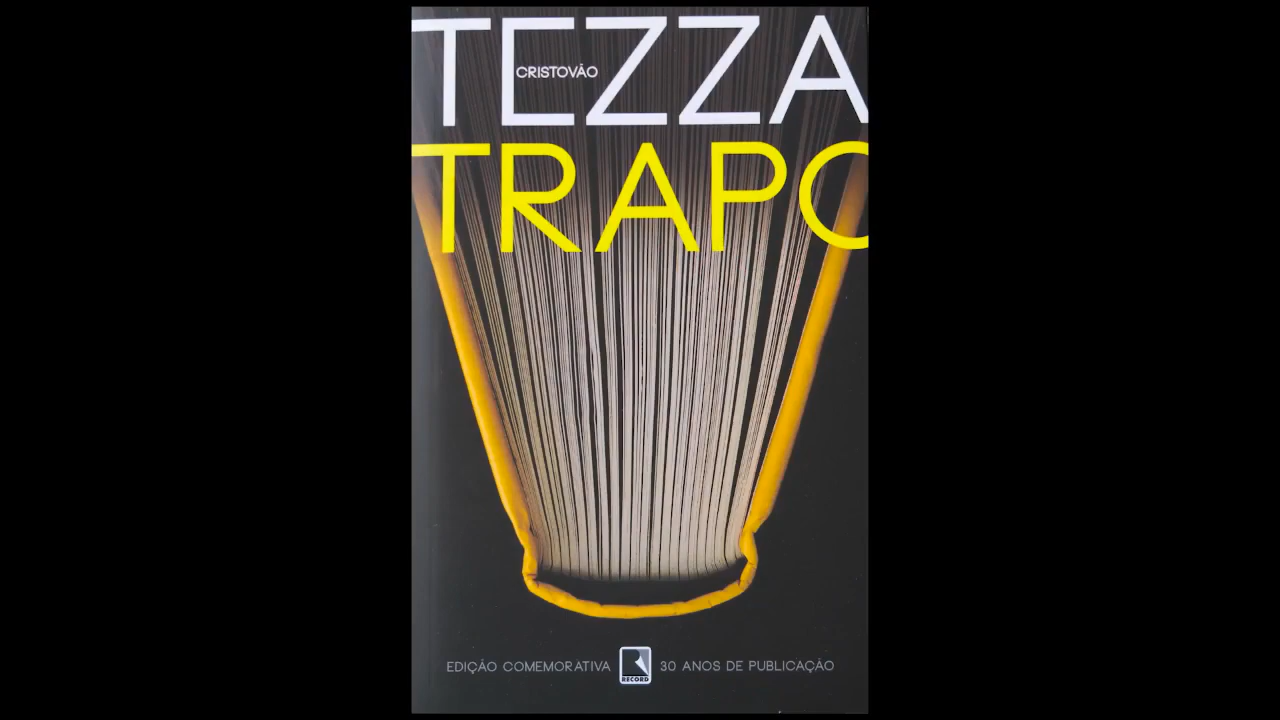 TEZZA
CRISTOVÃO
TRAPO
EDIÇÃO COMEMORATIVA
RECORD
30 ANOS DE PUBLICAÇÃO